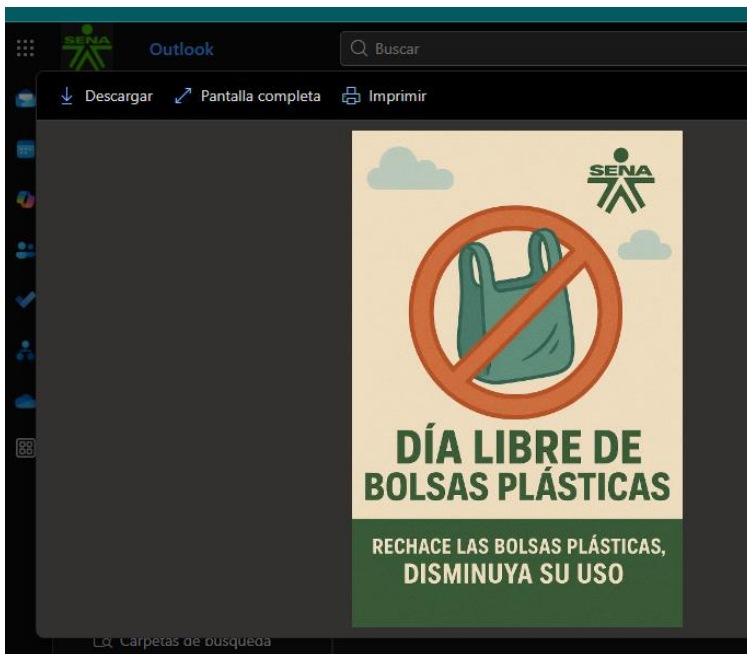 SENA
Outlook
Buscar
Descargar
Pantalla completa
Imprimir
SENA
DÍA LIBRE DE
BOLSAS PLÁSTICAS
RECHACE LAS BOLSAS PLÁSTICAS,
DISMINUYA SU USO
Carpetas de búsqueda